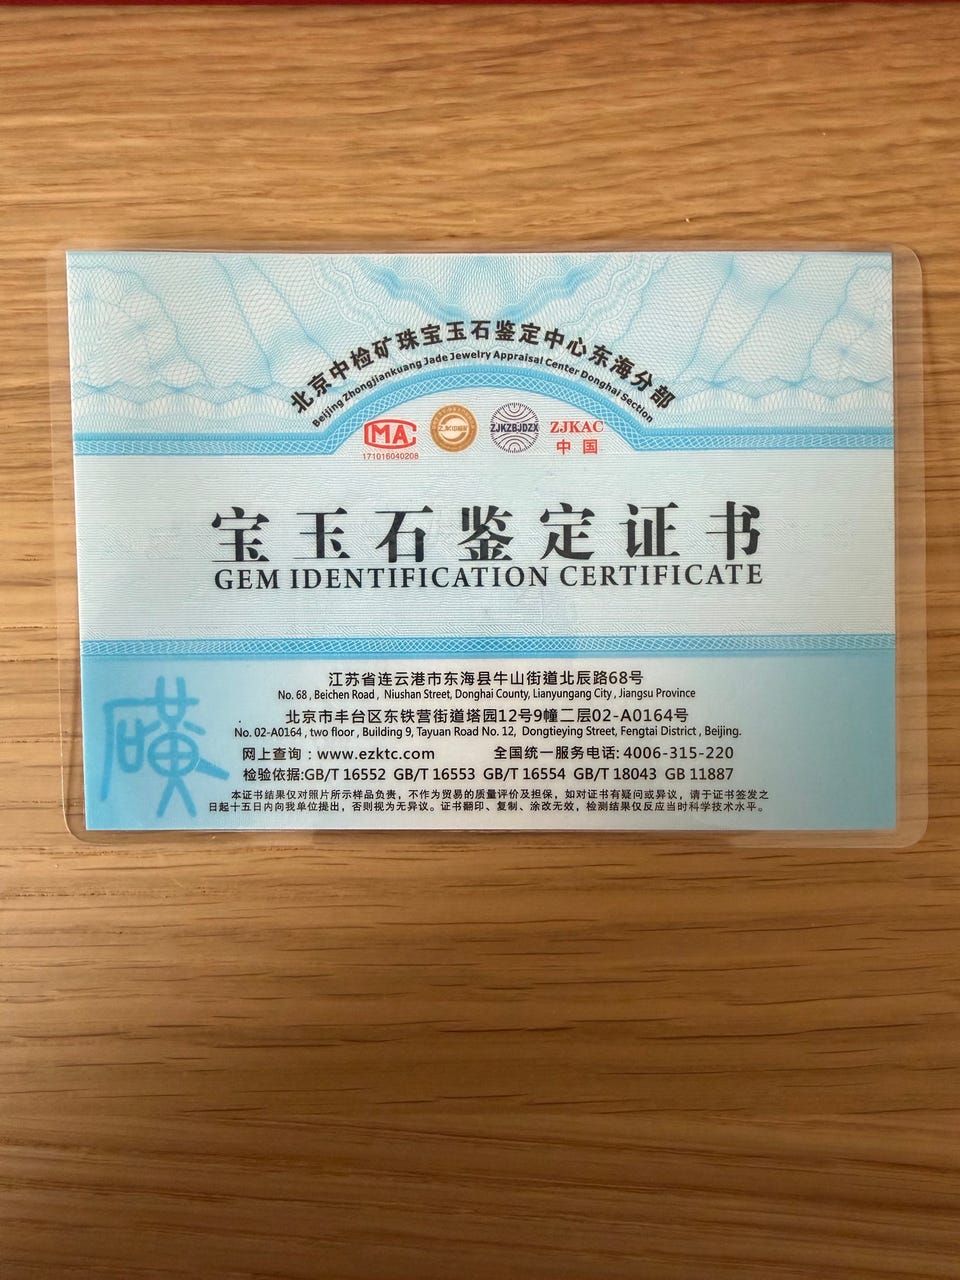 北京中检矿珠宝玉石鉴定中心东海分部
Beijing Zhongjiankuang Jade Jewelry Appraisal Center Donghai Section
MA
171016040208
ZJKZBJDZX
ZJKAC
中国
宝玉石鉴定证书
GEM IDENTIFICATION CERTIFICATE
江苏省连云港市东海县牛山街道北辰路68号
No. 68 , Beichen Road , Niushan Street, Donghai County, Lianyungang City , Jiangsu Province
北京市丰台区东铁营街道塔园12号9幢二层02-A0164号
No. 02-A0164 , two floor , Building 9, Tayuan Road No. 12, Dongtieying Street, Fengtai District , Beijing.
网上查询：www.ezktc.com 全国统一服务电话: 4006-315-220
检验依据:GB/T 16552 GB/T 16553 GB/T 16554 GB/T 18043 GB 11887
本证书结果仅对照片所示样品负责，不作为贸易的质量评价及担保，如对证书有疑问或异议，请于证书签发之
日起十五日内向我单位提出，否则视为无异议。证书翻印、复制、涂改无效，检测结果仅反应当时科学技术水平。
礦